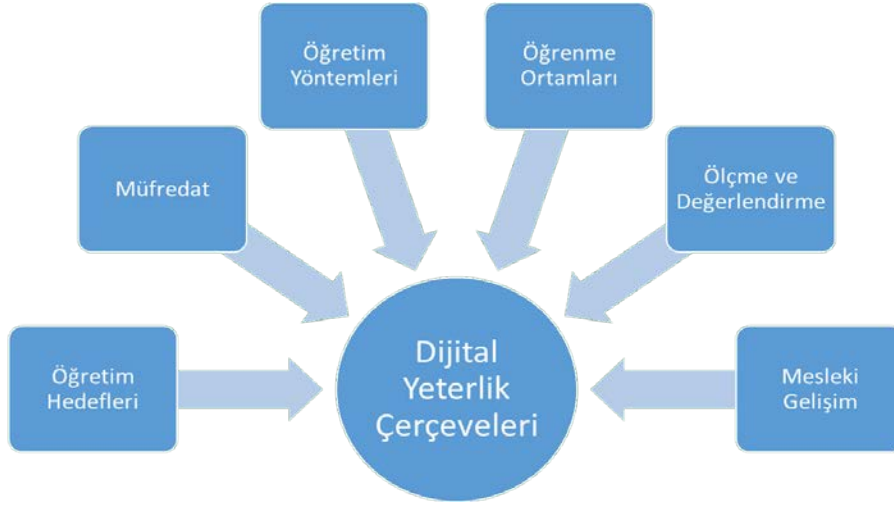 Öğretim
Yöntemleri
Öğrenme
Ortamları
Müfredat
Ölçme ve
Değerlendirme
Öğretim
Hedefleri
Dijital
Yeterlik
Çerçeveleri
Mesleki
Gelişim